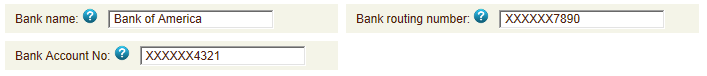 Bank name: ? Bank of America Bank routing number: ? XXXXXX7890
Bank Account No: ? XXXXXX4321